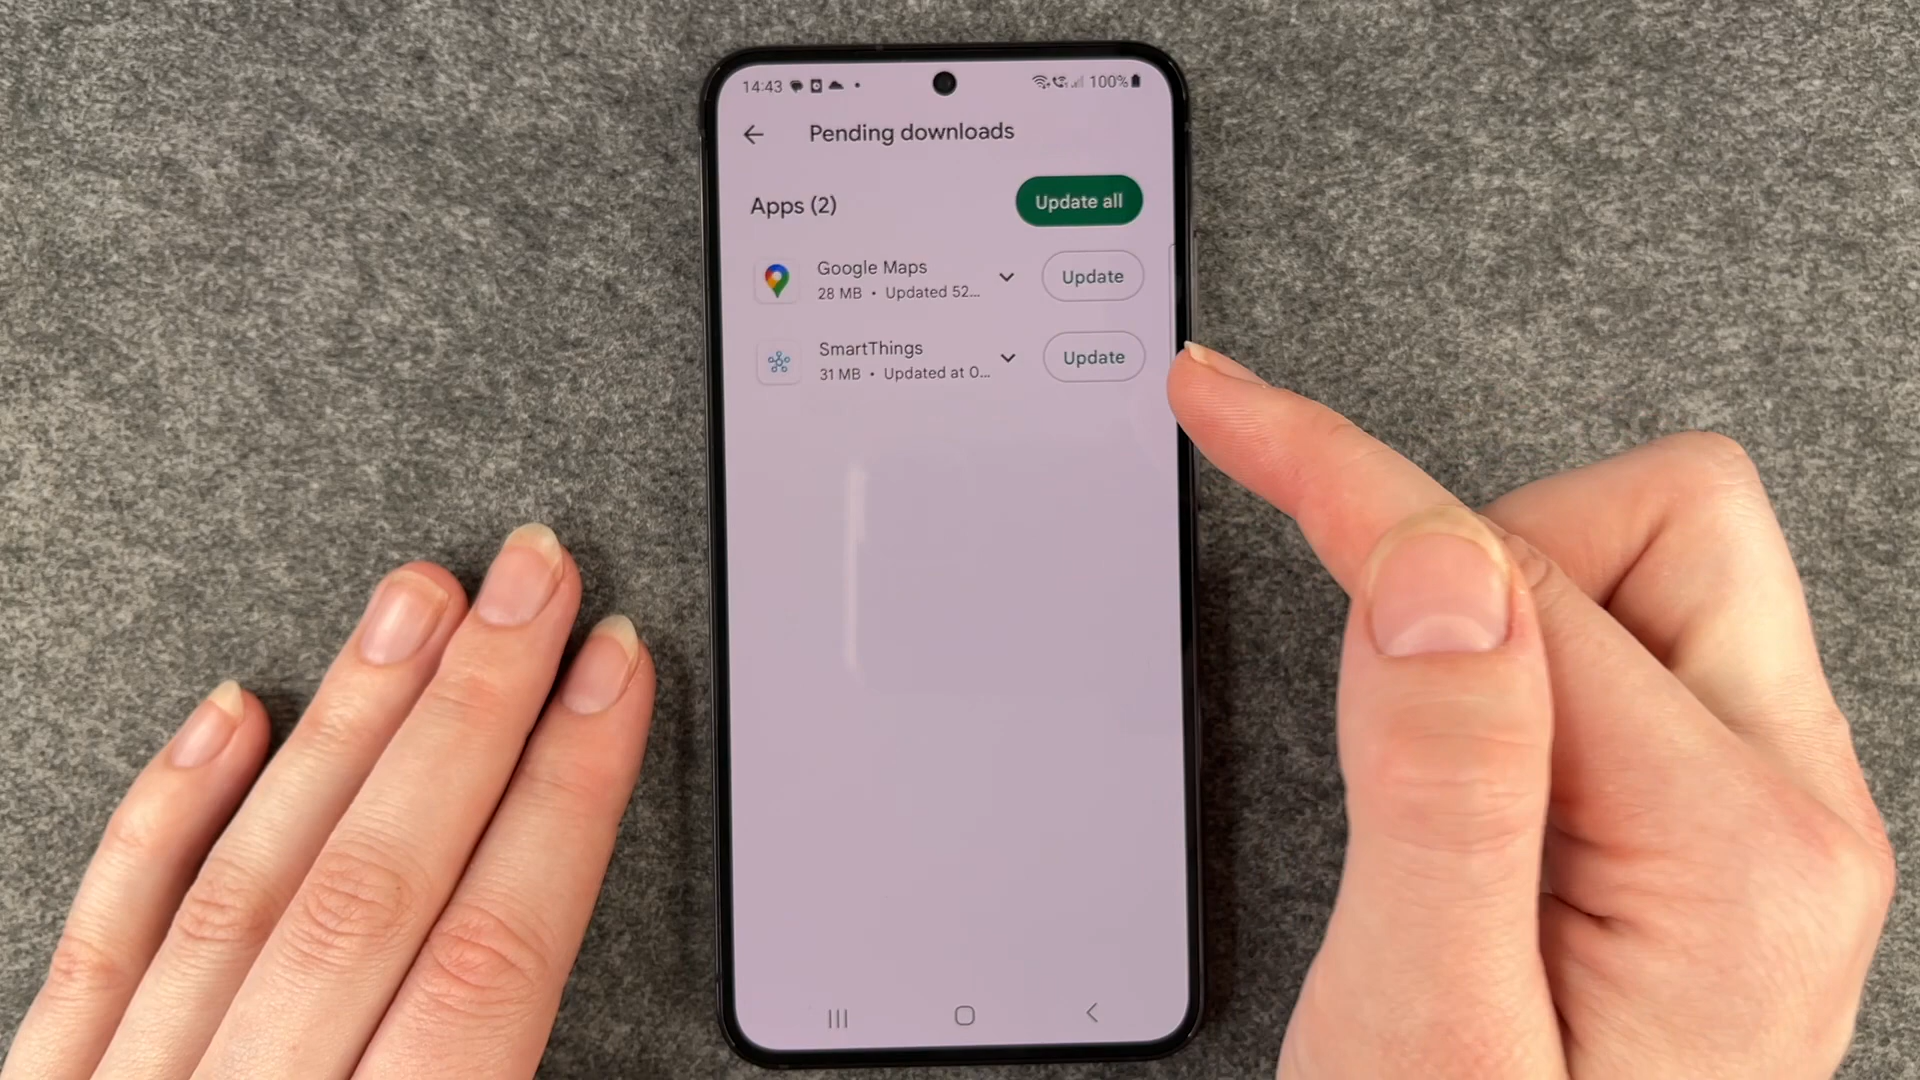 14:43
100%
Pending downloads
Apps (2)
Update all
Google Maps
28 MB • Updated 52...
Update
SmartThings
31 MB • Updated at 0...
Update